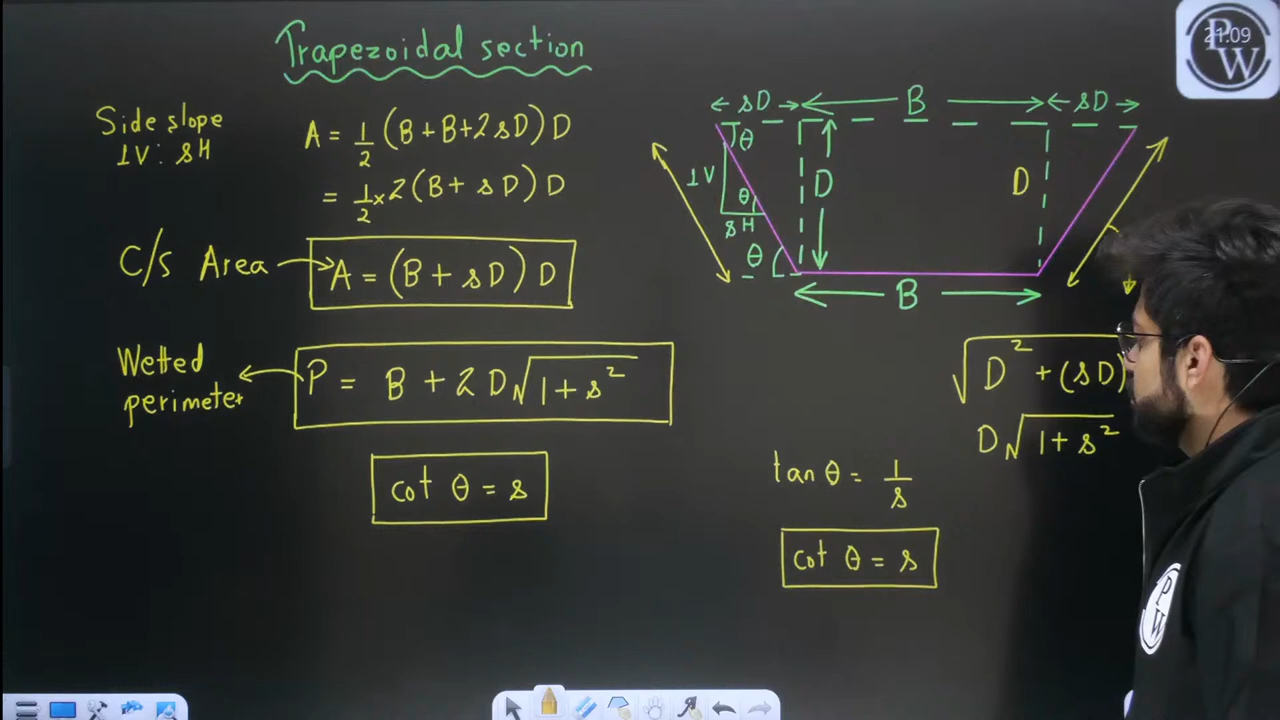 Trapezoidal section
21:09
PW
Side slope
1V : sH
A = 1/2 (B + B + 2sD) D
= 1/2 × 2 (B + sD) D
C/s Area → A = (B + sD) D
Wetted perimeter ← P = B + 2D√(1 + s²)
cot θ = s
sD B sD
θ
1V
θ
sH
θ
D
D
B
√(D² + (sD)
D√(1 + s²)
tan θ = 1/s
cot θ = s
PW